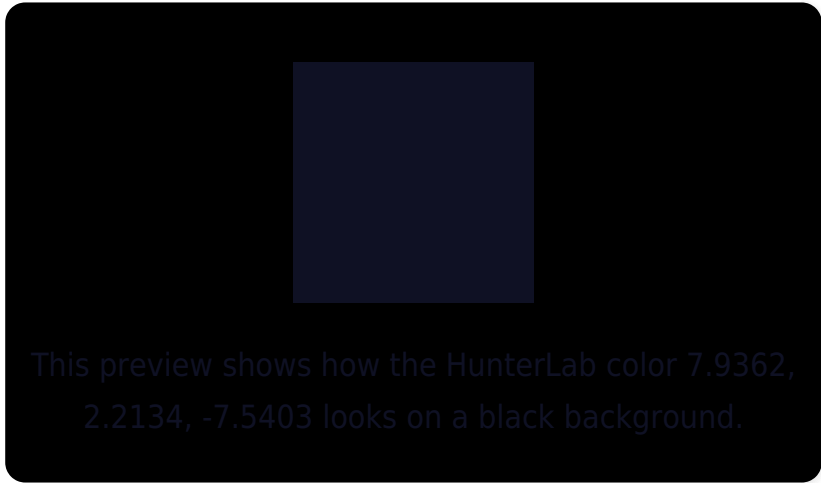 This preview shows how the HunterLab color 7.9362,
2.2134, -7.5403 looks on a black background.